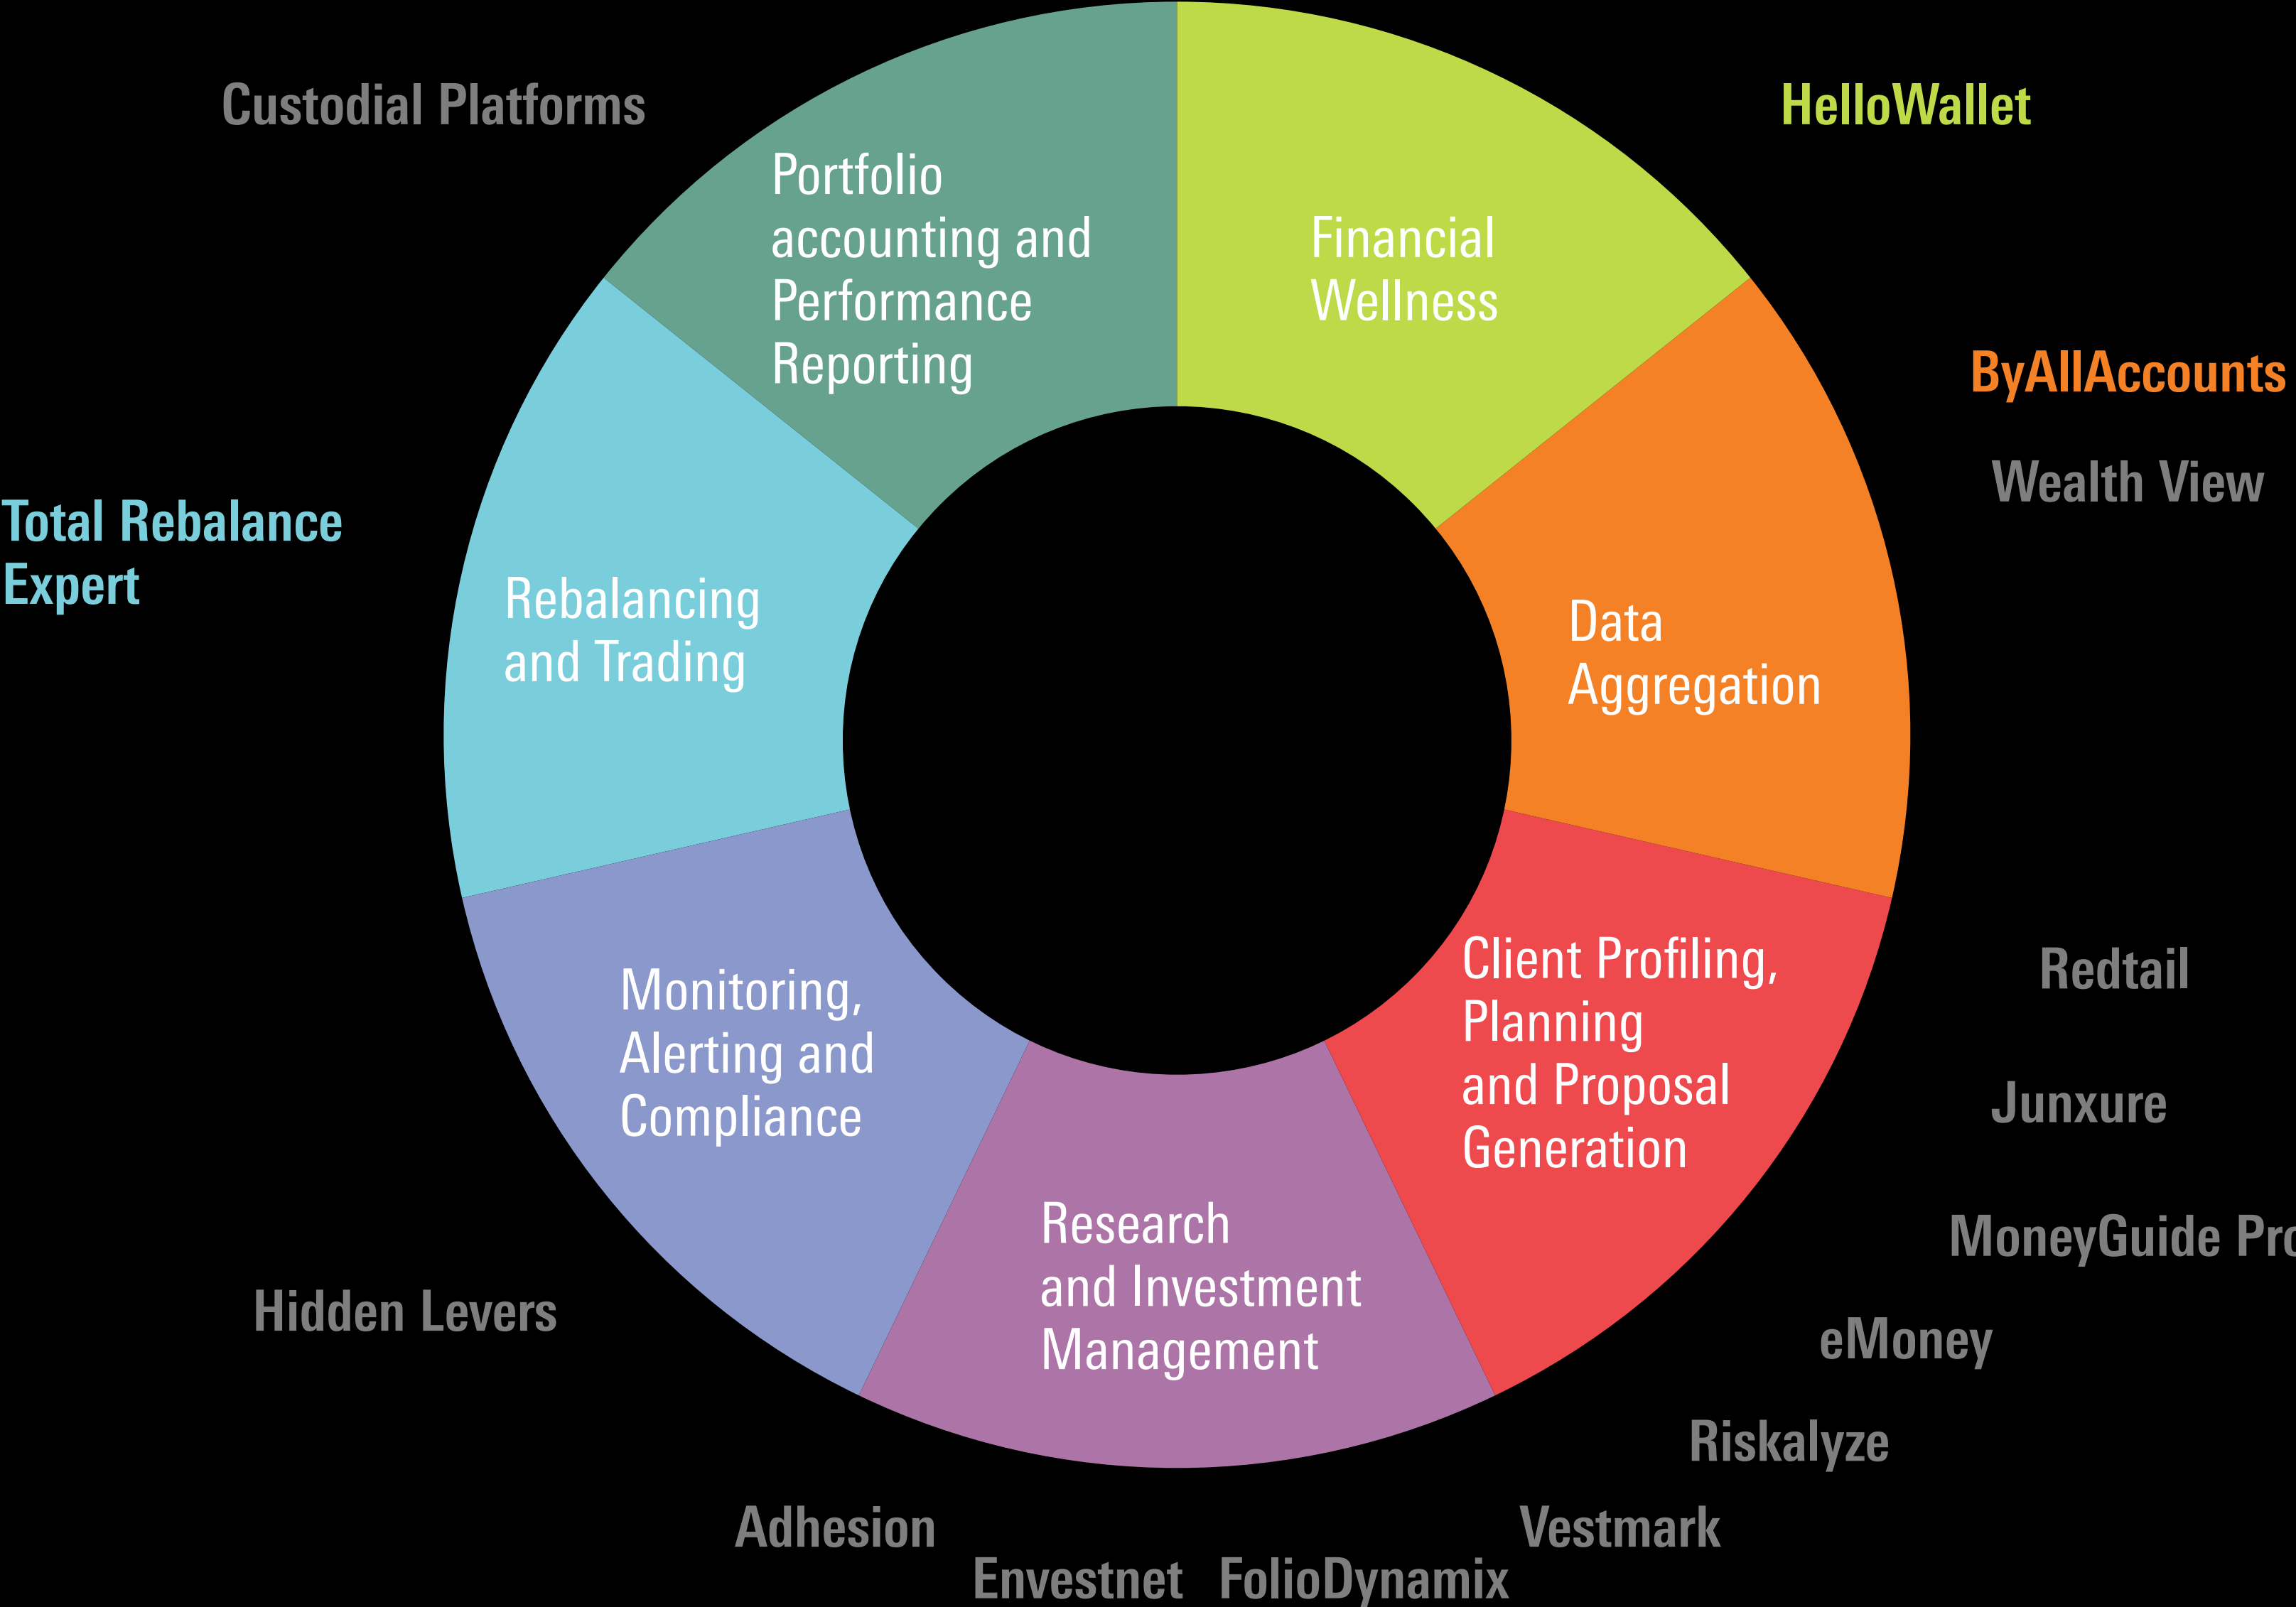 Custodial Platforms
HelloWallet
Portfolio
accounting and
Performance
Reporting
Financial
Wellness
ByAllAccounts
Wealth View
Total Rebalance
Expert
Rebalancing
and Trading
Data
Aggregation
Client Profiling,
Planning
and Proposal
Generation
Redtail
Junxure
MoneyGuide Pro
eMoney
Riskalyze
Monitoring,
Alerting and
Compliance
Research
and Investment
Management
Hidden Levers
Adhesion
Envestnet
FolioDynamix
Vestmark